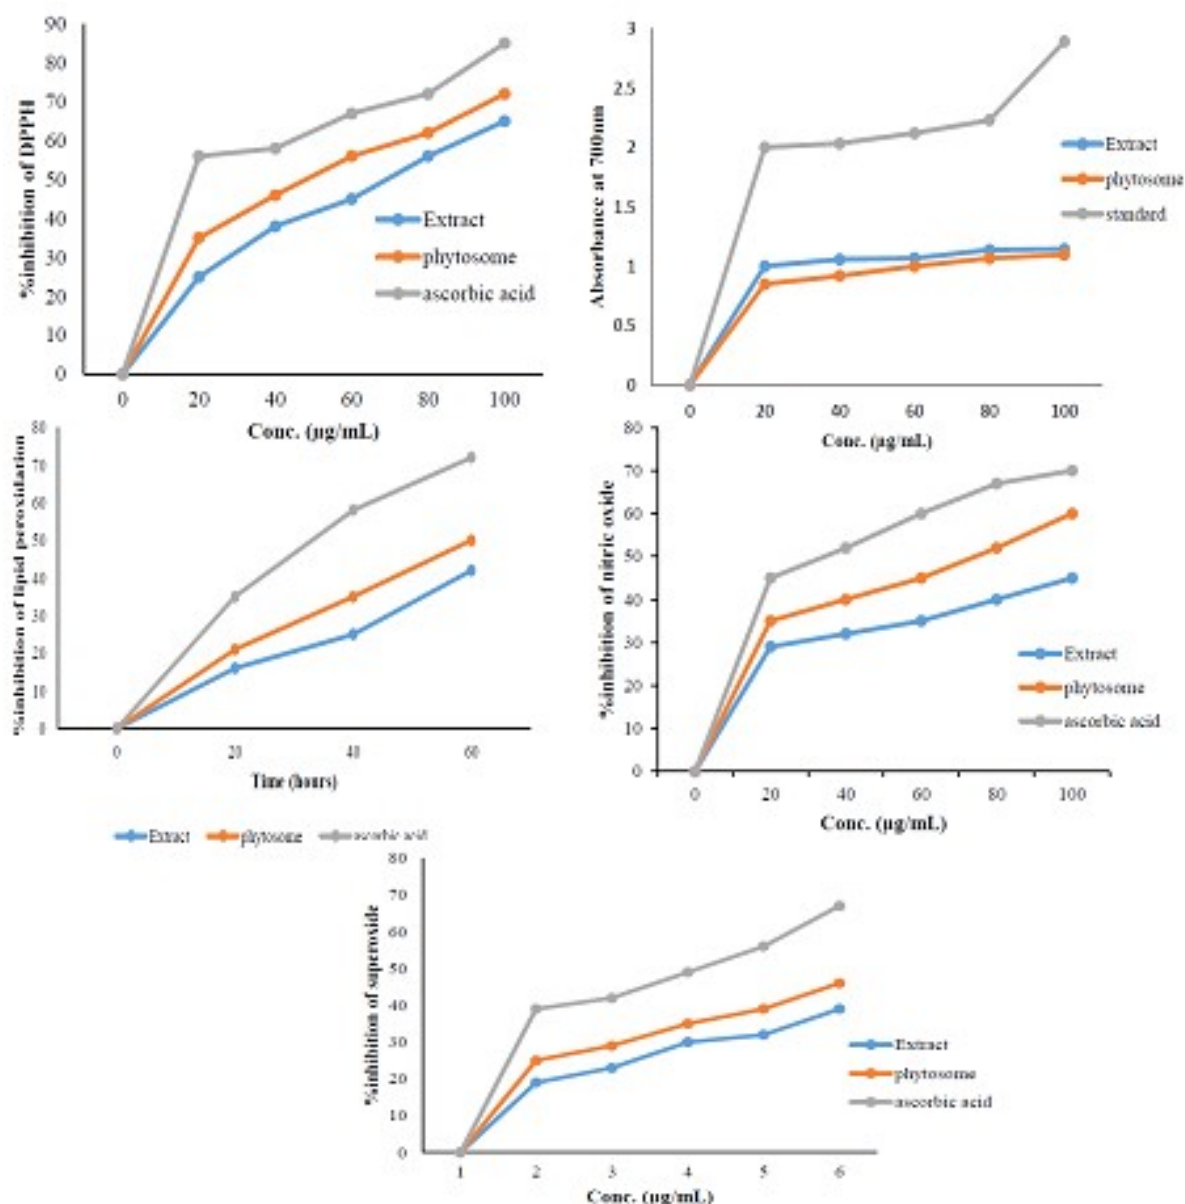 %inhibition of DPPH
90
80
70
60
50
40
30
20
10
0
0 20 40 60 80 100
Conc. (µg/mL)
Extract
phytosome
ascorbic acid
Absorbance at 700nm
3
2.5
2
1.5
1
0.5
0
0 20 40 60 80 100
Conc. (µg/mL)
Extract
phytosome
standard
%inhibition of lipid peroxidation
80
70
60
50
40
30
20
10
0
0 20 40 60
Time (hours)
Extract phytosome ascorbic acid
%inhibition of nitric oxide
80
70
60
50
40
30
20
10
0
0 20 40 60 80 100
Conc. (µg/mL)
Extract
phytosome
ascorbic acid
%inhibition of superoxide
80
70
60
50
40
30
20
10
0
1 2 3 4 5 6
Conc. (µg/mL)
Extract
phytosome
ascorbic acid